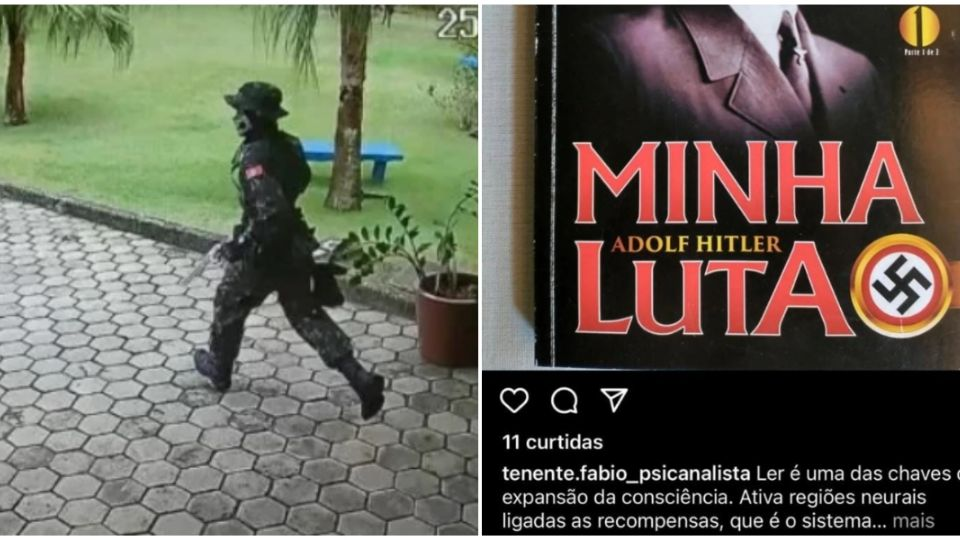 25
1
Parte 1 de 2
MINHA
ADOLF HITLER
LUTA
11 curtidas
tenente.fabio_psicanalista Ler é uma das chaves
expansão da consciência. Ativa regiões neurais
ligadas as recompensas, que é o sistema... mais